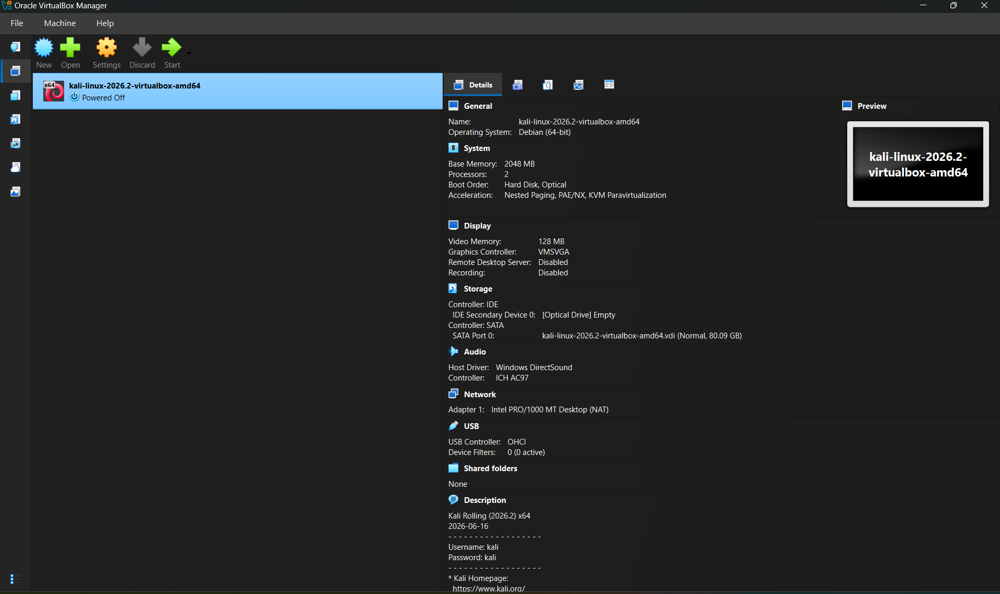 Oracle VirtualBox Manager
File Machine Help
New Open Settings Discard Start
x64
kali-linux-2026.2-virtualbox-amd64
Powered Off
Details
General
Name: kali-linux-2026.2-virtualbox-amd64
Operating System: Debian (64-bit)
System
Base Memory: 2048 MB
Processors: 2
Boot Order: Hard Disk, Optical
Acceleration: Nested Paging, PAE/NX, KVM Paravirtualization
Preview
kali-linux-2026.2-
virtualbox-amd64
Display
Video Memory: 128 MB
Graphics Controller: VMSVGA
Remote Desktop Server: Disabled
Recording: Disabled
Storage
Controller: IDE
IDE Secondary Device 0: [Optical Drive] Empty
Controller: SATA
SATA Port 0: kali-linux-2026.2-virtualbox-amd64.vdi (Normal, 80.09 GB)
Audio
Host Driver: Windows DirectSound
Controller: ICH AC97
Network
Adapter 1: Intel PRO/1000 MT Desktop (NAT)
USB
USB Controller: OHCI
Device Filters: 0 (0 active)
Shared folders
None
Description
Kali Rolling (2026.2) x64
2026-06-16
- - - - - - - - - - - - - - - - - -
Username: kali
Password: kali
- - - - - - - - - - - - - - - - - -
* Kali Homepage:
https://www.kali.org/